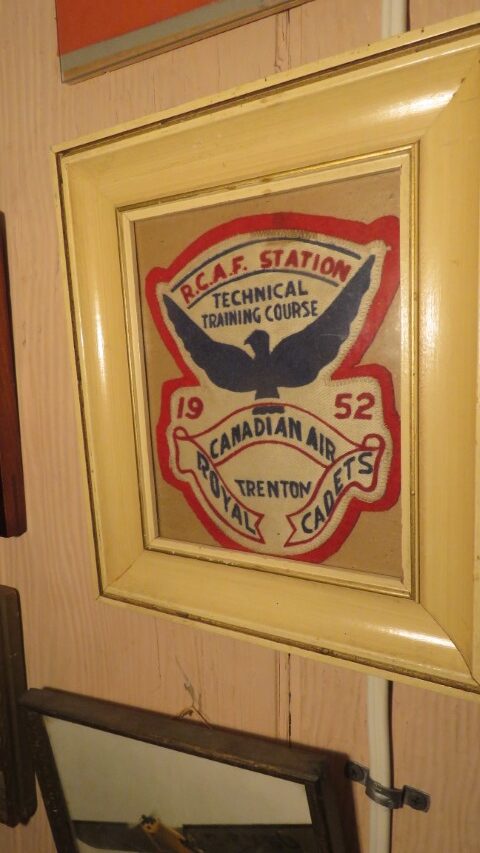 R.C.A.F. STATION
TECHNICAL
TRAINING COURSE
19 52
CANADIAN AIR
ROYAL TRENTON CADETS